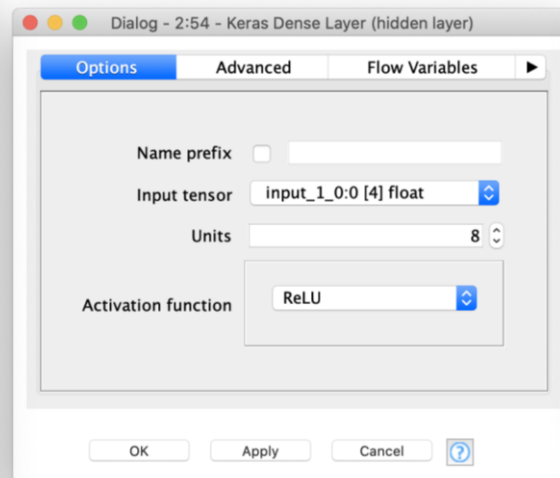 Dialog - 2:54 - Keras Dense Layer (hidden layer)
Options Advanced Flow Variables
Name prefix
Input tensor input_1_0:0 [4] float
Units 8
Activation function ReLU
OK Apply Cancel ?